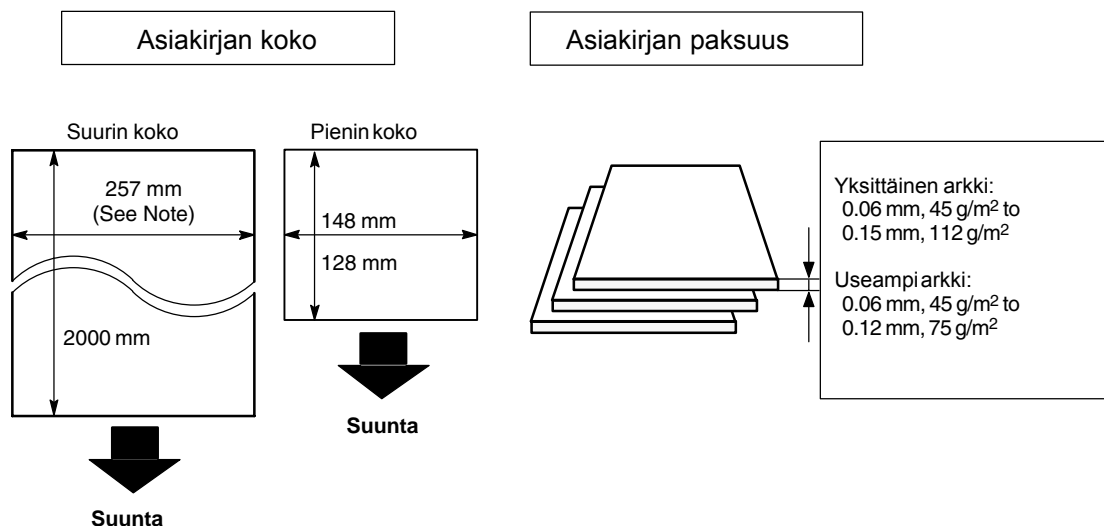 Asiakirjan koko
Asiakirjan paksuus
Suurin koko
257 mm
(See Note)
2000 mm
Suunta
Pienin koko
148 mm
128 mm
Suunta
Yksittäinen arkki:
0.06 mm, 45 g/m² to
0.15 mm, 112 g/m²
Useampi arkki:
0.06 mm, 45 g/m² to
0.12 mm, 75 g/m²